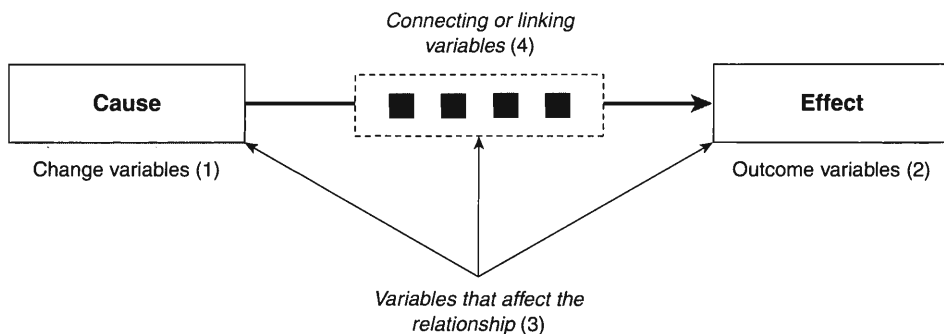 Connecting or linking
variables (4)
Cause
Effect
Change variables (1)
Outcome variables (2)
Variables that affect the
relationship (3)